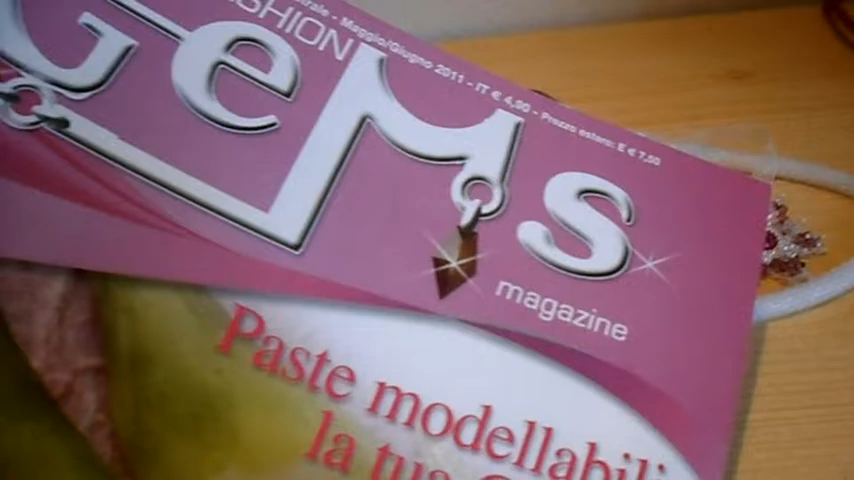 - Maggio/Giugno 2011 - IT € 4,90 - Prezzo estero: E € 7,50
FASHION
Gems
magazine
Paste modellabili
la tua